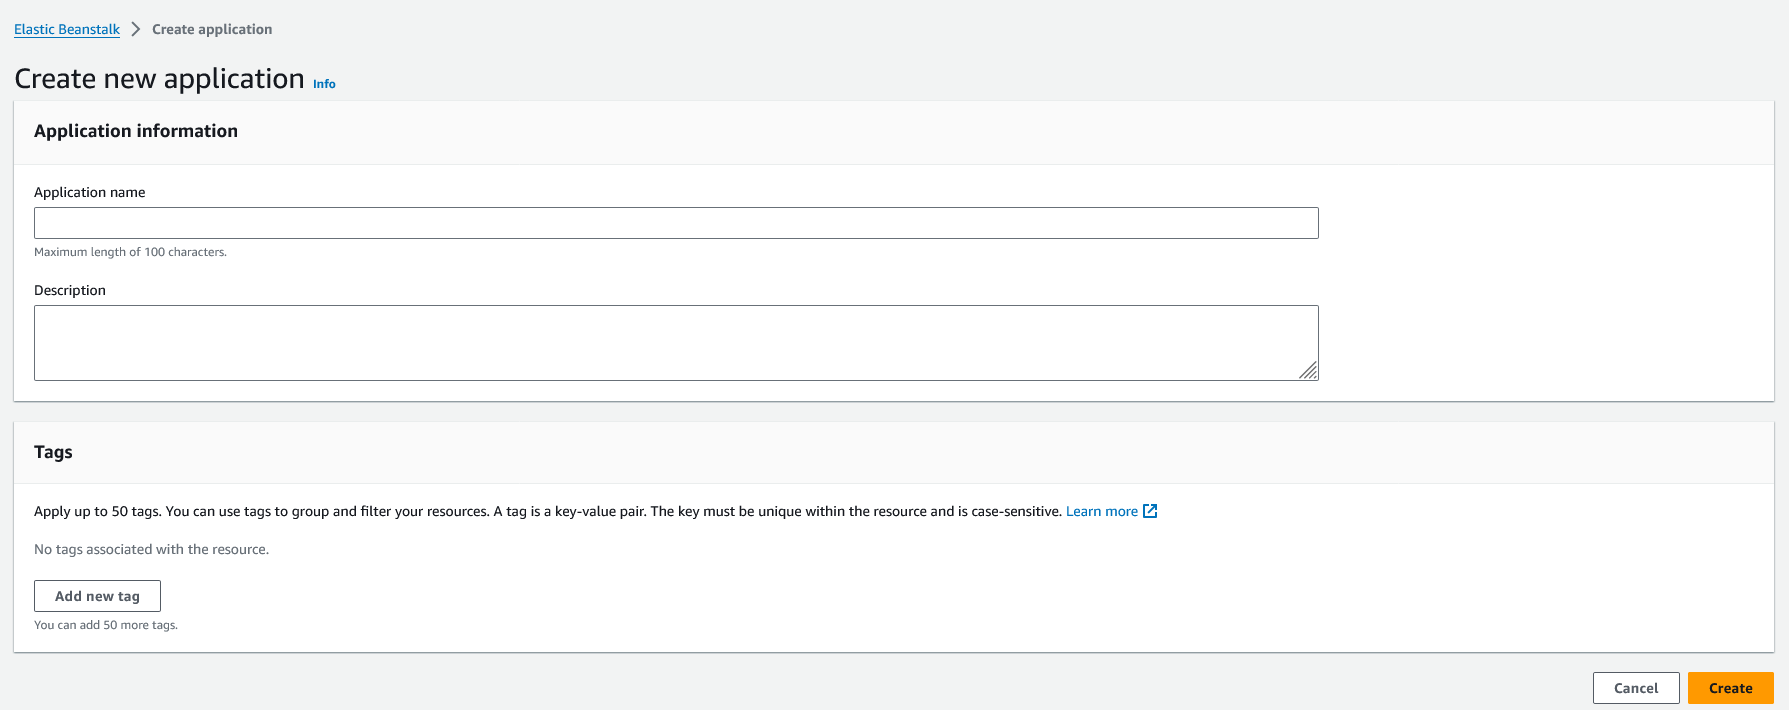 Elastic Beanstalk > Create application
Create new application Info
Application information
Application name
Maximum length of 100 characters.
Description
Tags
Apply up to 50 tags. You can use tags to group and filter your resources. A tag is a key-value pair. The key must be unique within the resource and is case-sensitive. Learn more
No tags associated with the resource.
Add new tag
You can add 50 more tags.
Cancel Create